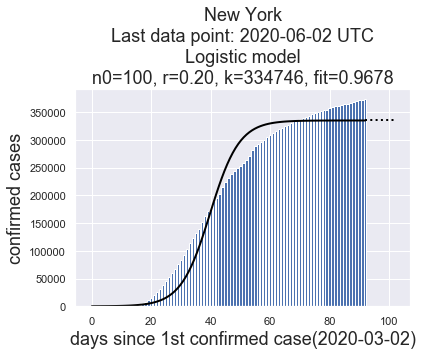 New York
Last data point: 2020-06-02 UTC
Logistic model
n0=100, r=0.20, k=334746, fit=0.9678
350000
300000
250000
200000
150000
100000
50000
0
confirmed cases
0 20 40 60 80 100
days since 1st confirmed case(2020-03-02)